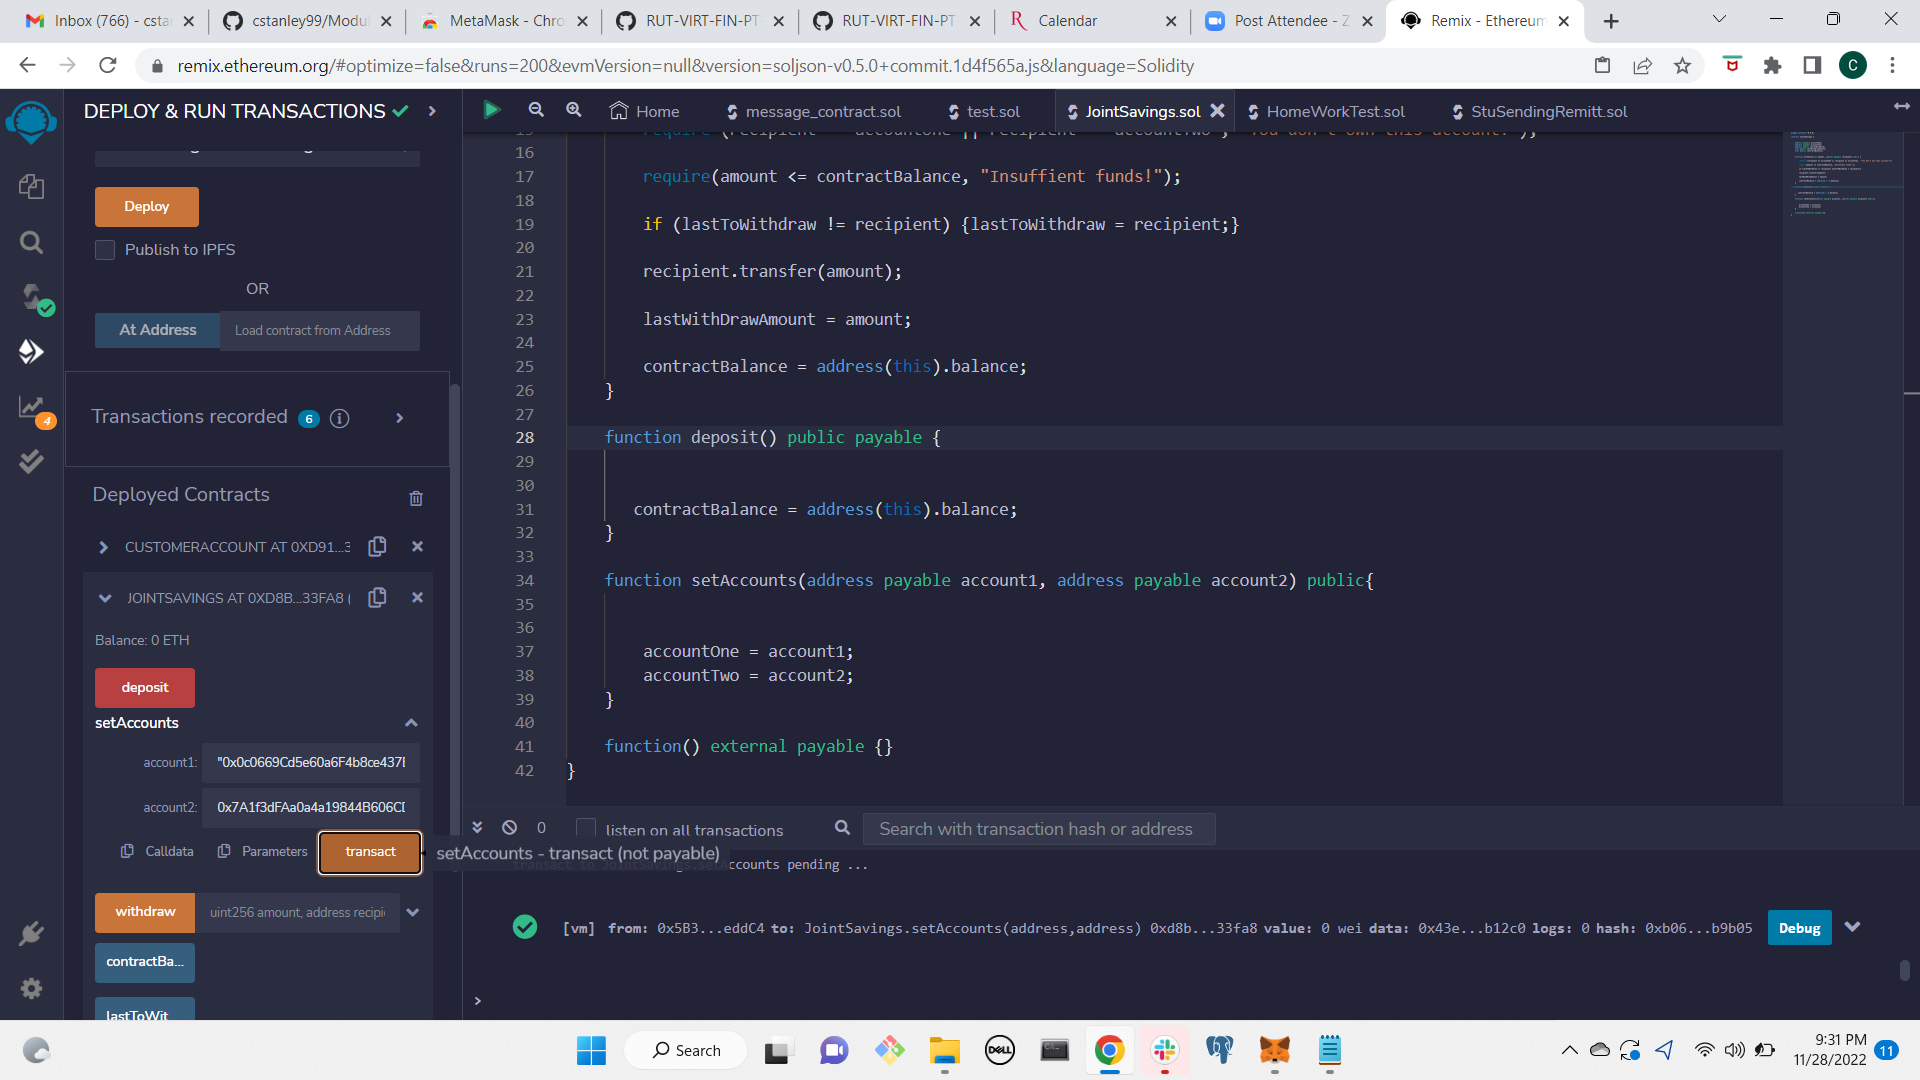 Inbox (766) - csta
cstanley99/Modul
MetaMask - Chro
RUT-VIRT-FIN-PT-
RUT-VIRT-FIN-PT-
Calendar
Post Attendee - Z
Remix - Ethereum
remix.ethereum.org/#optimize=false&runs=200&evmVersion=null&version=soljson-v0.5.0+commit.1d4f565a.js&language=Solidity
C
DEPLOY & RUN TRANSACTIONS
Home
message_contract.sol
test.sol
JointSavings.sol
HomeWorkTest.sol
StuSendingRemitt.sol
Deploy
Publish to IPFS
OR
At Address
Load contract from Address
4
Transactions recorded 6 i
Deployed Contracts
CUSTOMERACCOUNT AT 0XD91...3
JOINTSAVINGS AT 0XD8B...33FA8 (
Balance: 0 ETH
deposit
setAccounts
account1: "0x0c0669Cd5e60a6F4b8ce437E
account2: 0x7A1f3dFAa0a4a19844B606CD
Calldata
Parameters
transact
setAccounts - transact (not payable)
withdraw
uint256 amount, address recipie
contractBa...
lastToWit
16
17 require(amount <= contractBalance, "Insuffient funds!");
18
19 if (lastToWithdraw != recipient) {lastToWithdraw = recipient;}
20
21 recipient.transfer(amount);
22
23 lastWithDrawAmount = amount;
24
25 contractBalance = address(this).balance;
26 }
27
28 function deposit() public payable {
29
30
31 contractBalance = address(this).balance;
32 }
33
34 function setAccounts(address payable account1, address payable account2) public{
35
36
37 accountOne = account1;
38 accountTwo = account2;
39 }
40
41 function() external payable {}
42 }
0
listen on all transactions
Search with transaction hash or address
ccounts pending ...
[vm] from: 0x5B3...eddC4 to: JointSavings.setAccounts(address,address) 0xd8b...33fa8 value: 0 wei data: 0x43e...b12c0 logs: 0 hash: 0xb06...b9b05
Debug
>
Search
DELL
9:31 PM
11/28/2022
11